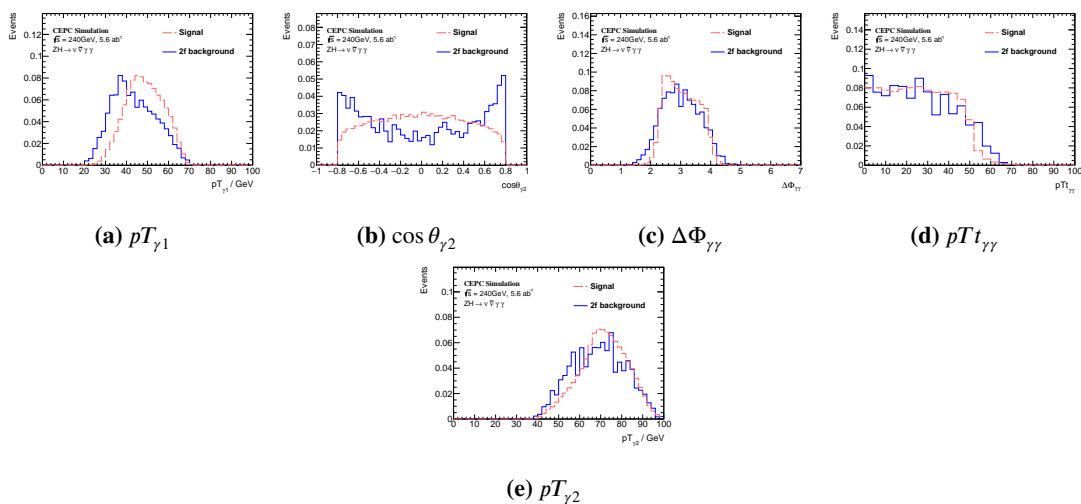 Events
CEPC Simulation
√s = 240GeV, 5.6 ab⁻¹
ZH → ν ν̅ γ γ
Signal
2f background
0.12
0.1
0.08
0.06
0.04
0.02
0
0 10 20 30 40 50 60 70 80 90 100
pT_γ1 / GeV
(a) pT_γ1
Events
CEPC Simulation
√s = 240GeV, 5.6 ab⁻¹
ZH → ν ν̅ γ γ
Signal
2f background
0.1
0.08
0.06
0.04
0.02
0
−1 −0.8 −0.6 −0.4 −0.2 0 0.2 0.4 0.6 0.8 1
cosθ_γ2
(b) cos θ_γ2
Events
CEPC Simulation
√s = 240GeV, 5.6 ab⁻¹
ZH → ν ν̅ γ γ
Signal
2f background
0.16
0.14
0.12
0.1
0.08
0.06
0.04
0.02
0
0 1 2 3 4 5 6 7
ΔΦ_γγ
(c) ΔΦ_γγ
Events
CEPC Simulation
√s = 240GeV, 5.6 ab⁻¹
ZH → ν ν̅ γ γ
Signal
2f background
0.14
0.12
0.1
0.08
0.06
0.04
0.02
0
0 10 20 30 40 50 60 70 80 90 100
pTt_γγ
(d) pTt_γγ
Events
CEPC Simulation
√s = 240GeV, 5.6 ab⁻¹
ZH → ν ν̅ γ γ
Signal
2f background
0.1
0.08
0.06
0.04
0.02
0
0 10 20 30 40 50 60 70 80 90 100
pT_γ2 / GeV
(e) pT_γ2